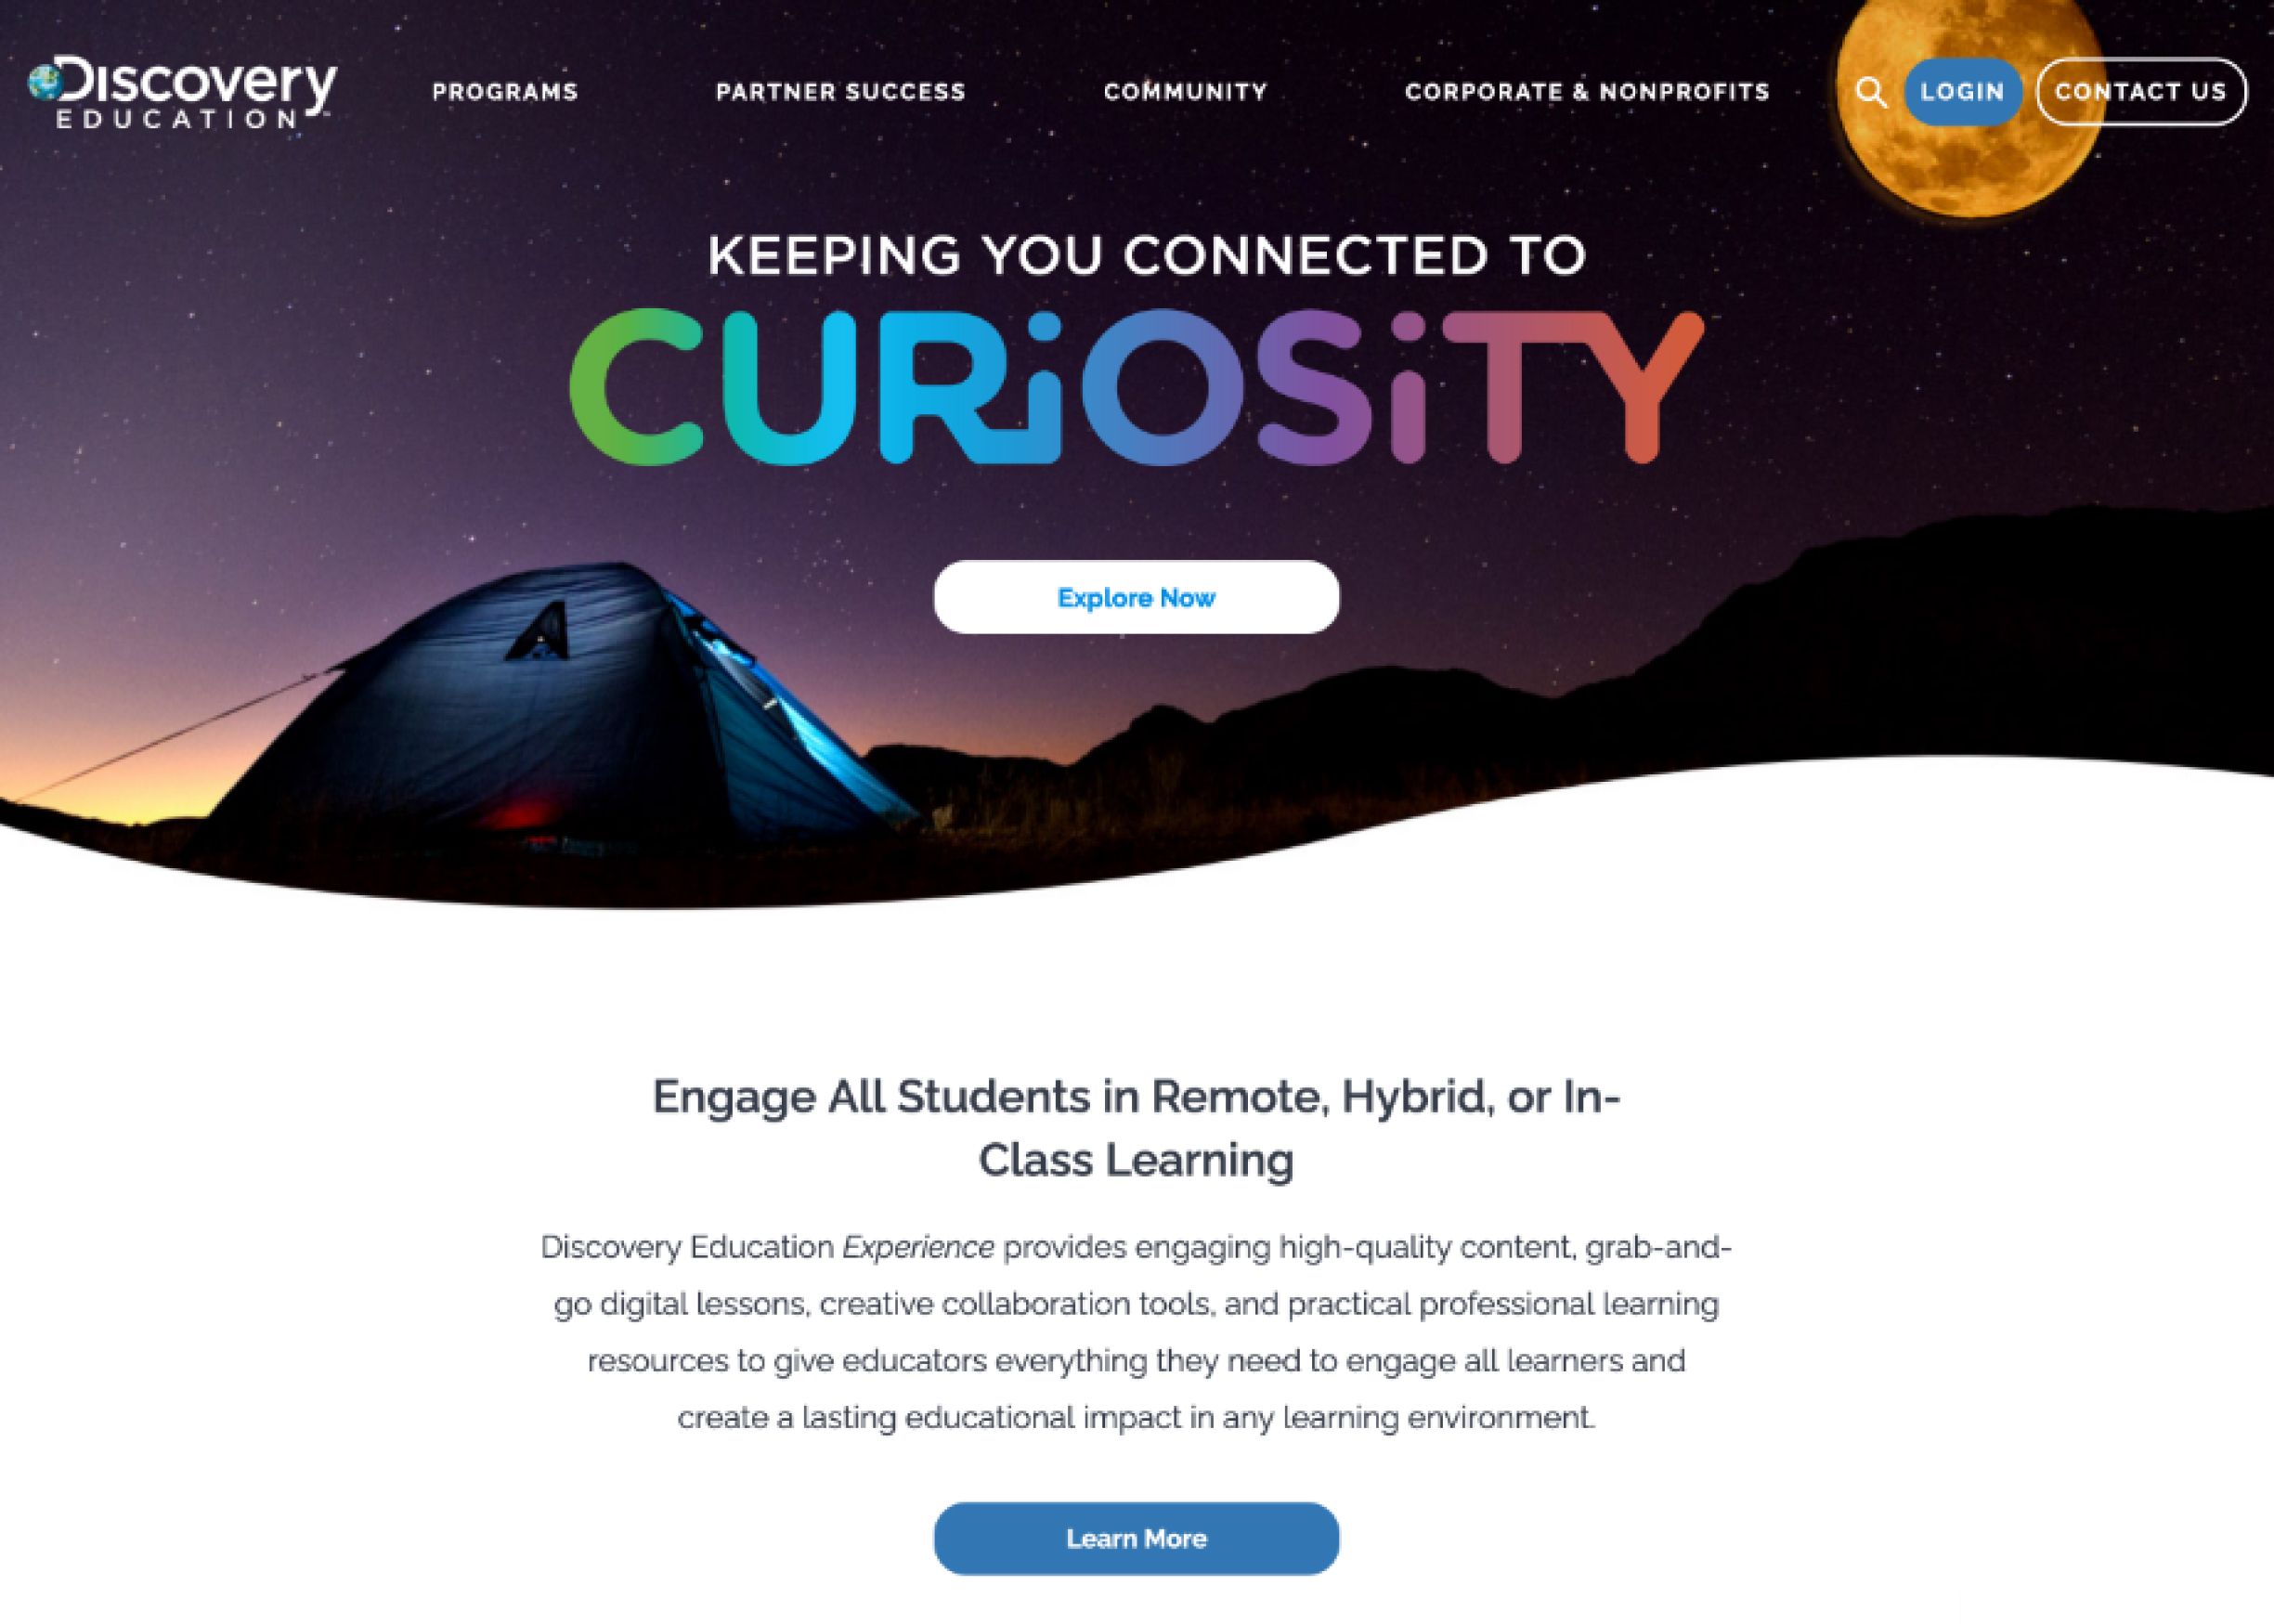 Discovery
EDUCATION
PROGRAMS
PARTNER SUCCESS
COMMUNITY
CORPORATE & NONPROFITS
LOGIN
CONTACT US
KEEPING YOU CONNECTED TO
CURiOSiTY
Explore Now
Engage All Students in Remote, Hybrid, or In-
Class Learning
Discovery Education Experience provides engaging high-quality content, grab-and-
go digital lessons, creative collaboration tools, and practical professional learning
resources to give educators everything they need to engage all learners and
create a lasting educational impact in any learning environment.
Learn More